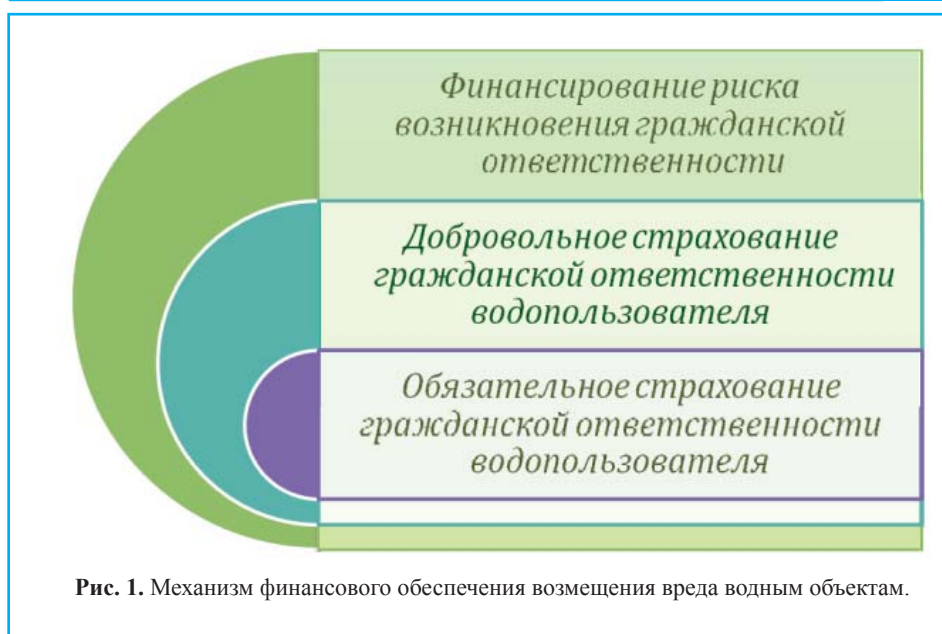 Финансирование риска
возникновения гражданской
ответственности
Добровольное страхование
гражданской ответственности
водопользователя
Обязательное страхование
гражданской ответственности
водопользователя
Рис. 1. Механизм финансового обеспечения возмещения вреда водным объектам.